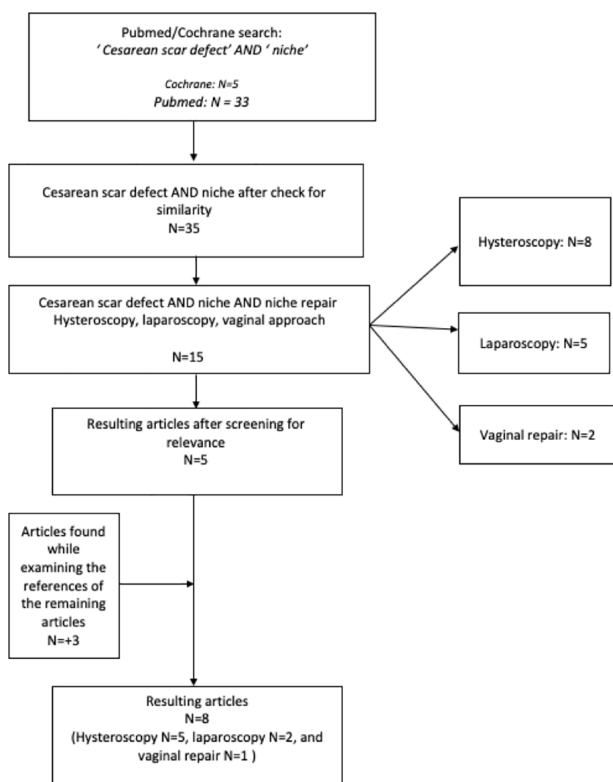 Pubmed/Cochrane search:
‘ Cesarean scar defect’ AND ‘ niche’
Cochrane: N=5
Pubmed: N = 33
Cesarean scar defect AND niche after check for
similarity
N=35
Cesarean scar defect AND niche AND niche repair
Hysteroscopy, laparoscopy, vaginal approach
N=15
Hysteroscopy: N=8
Laparoscopy: N=5
Vaginal repair: N=2
Resulting articles after screening for
relevance
N=5
Articles found
while
examining the
references of
the remaining
articles
N=+3
Resulting articles
N=8
(Hysteroscopy N=5, laparoscopy N=2, and
vaginal repair N=1 )